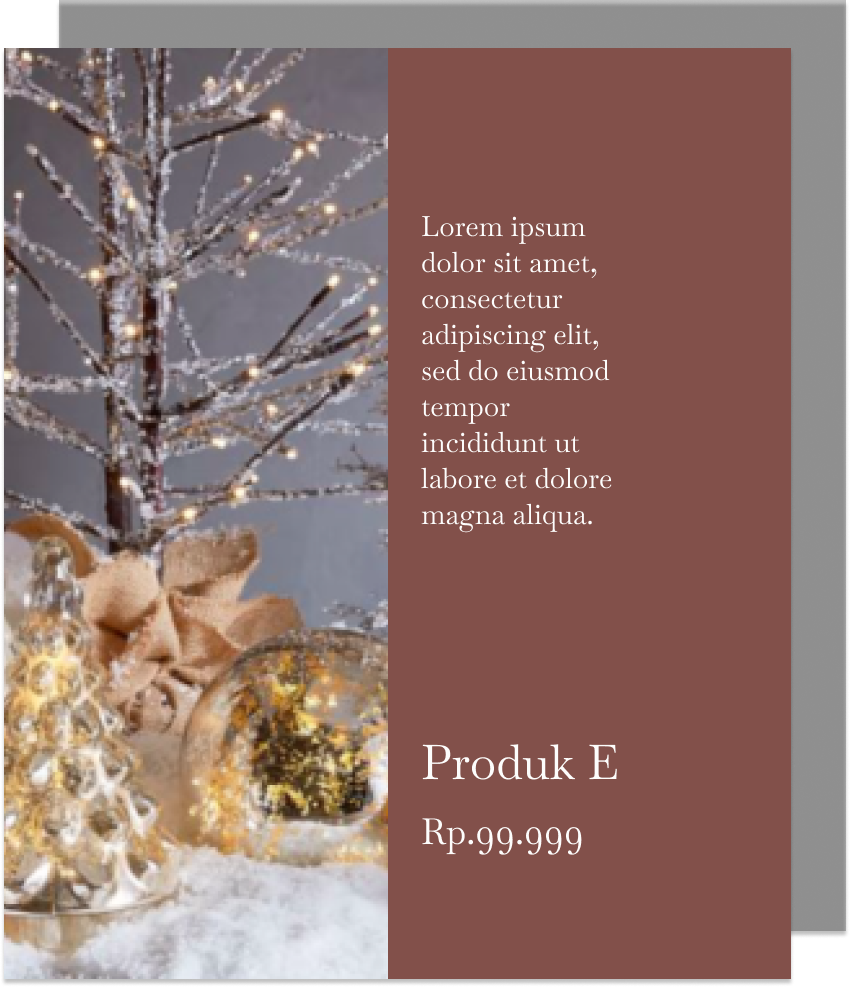 Lorem ipsum
dolor sit amet,
consectetur
adipiscing elit,
sed do eiusmod
tempor
incididunt ut
labore et dolore
magna aliqua.
Produk E
Rp.99.999